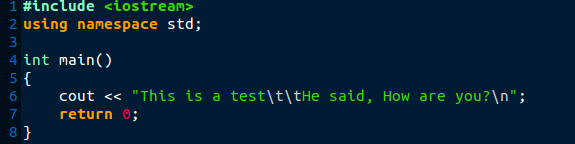 1 #include <iostream>
2 using namespace std;
3
4 int main()
5 {
6     cout << "This is a test\t\tHe said, How are you?\n";
7     return 0;
8 }